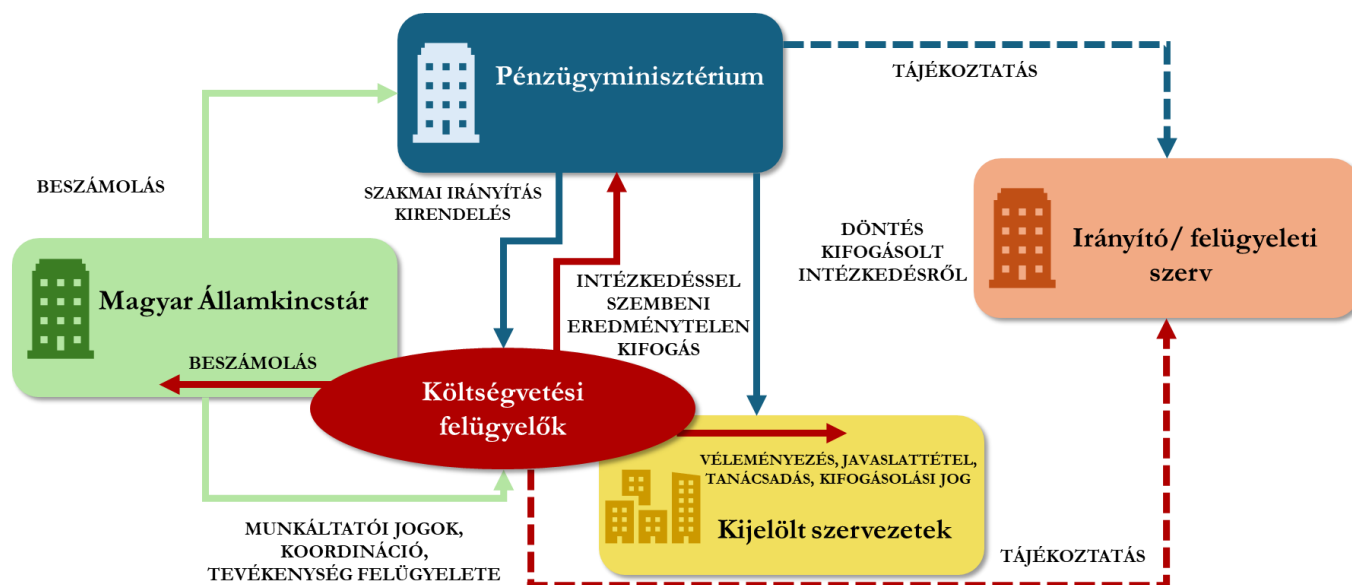 Pénzügyminisztérium
TÁJÉKOZTATÁS
BESZÁMOLÁS
SZAKMAI IRÁNYÍTÁS
KIRENDELÉS
DÖNTÉS
KIFOGÁSOLT
INTÉZKEDÉSRŐL
Irányító/ felügyeleti
szerv
Magyar Államkincstár
INTÉZKEDÉSSEL
SZEMBENI
EREDMÉNYTELEN
KIFOGÁS
BESZÁMOLÁS
Költségvetési
felügyelők
VÉLEMÉNYEZÉS, JAVASLATTÉTEL,
TANÁCSADÁS, KIFOGÁSOLÁSI JOG
Kijelölt szervezetek
MUNKÁLTATÓI JOGOK,
KOORDINÁCIÓ,
TEVÉKENYSÉG FELÜGYELETE
TÁJÉKOZTATÁS